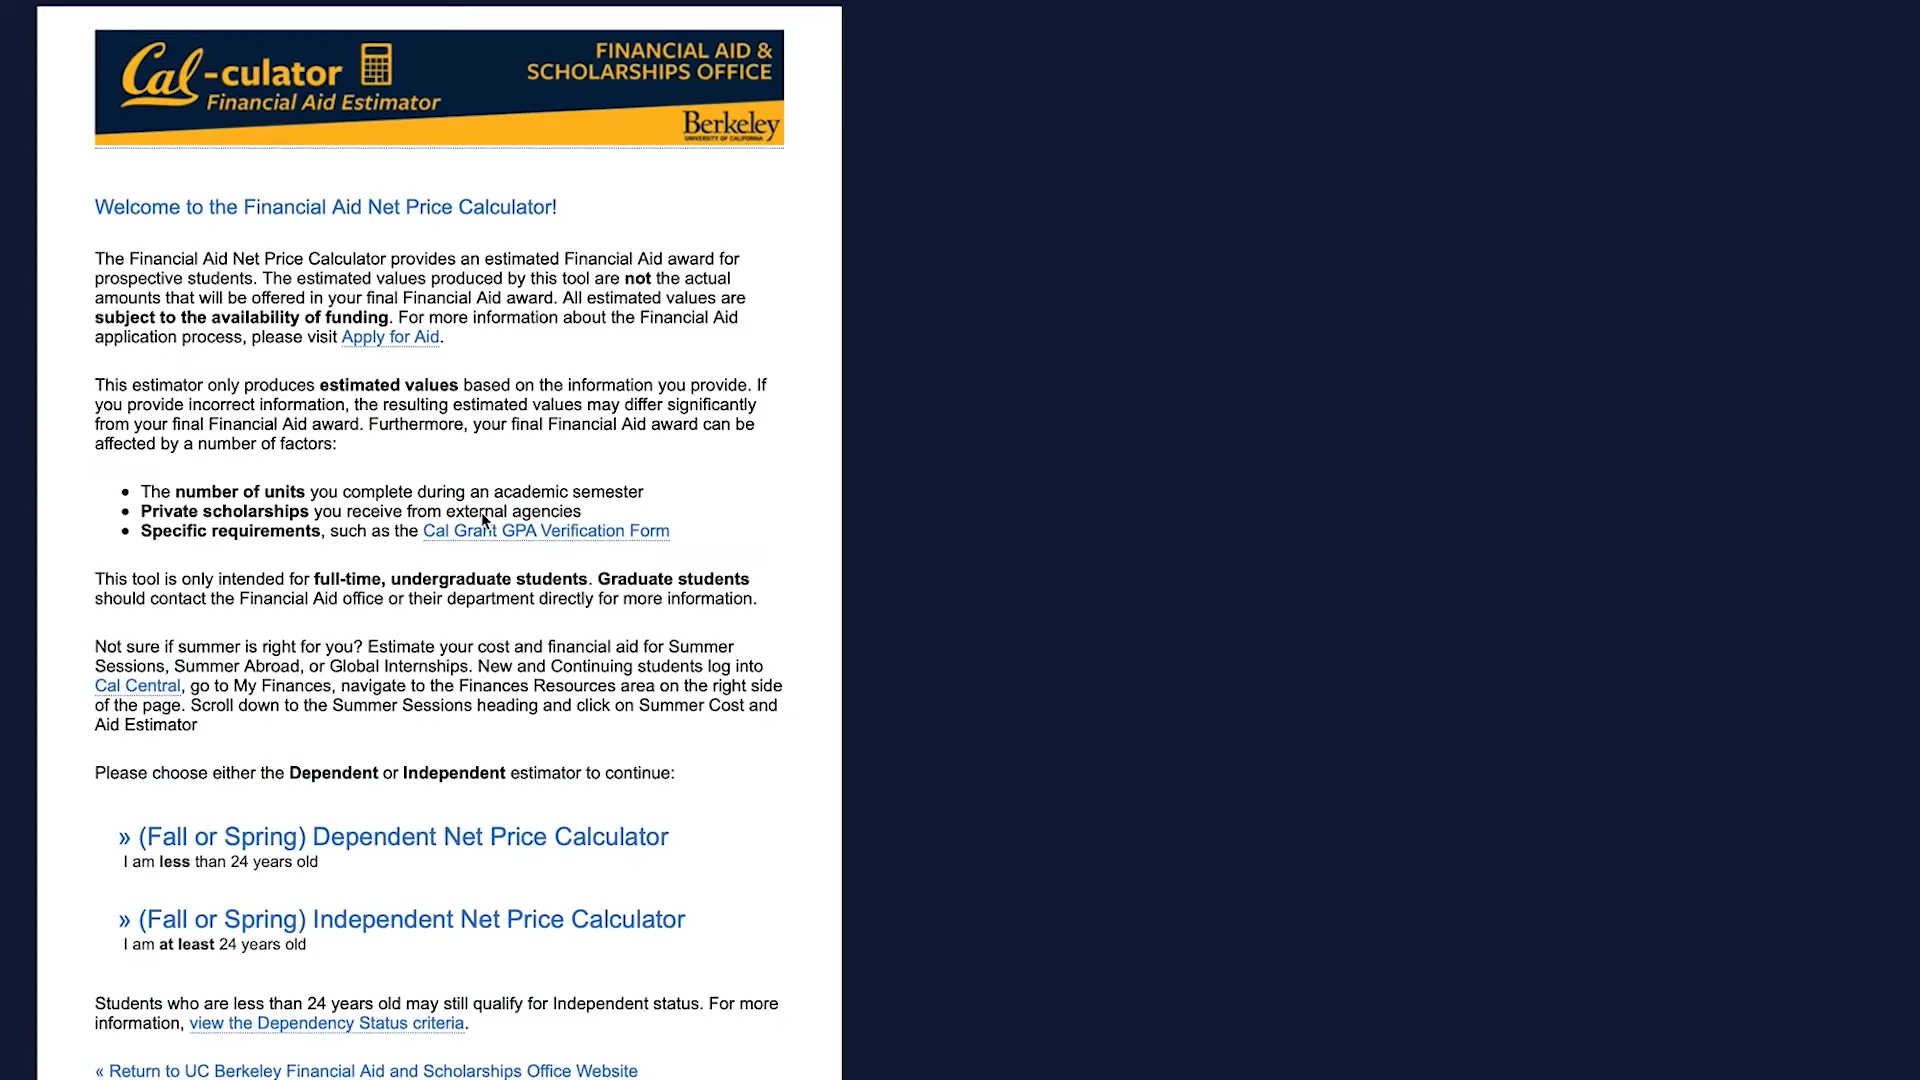 Cal-culator
Financial Aid Estimator
FINANCIAL AID &
SCHOLARSHIPS OFFICE
Berkeley
UNIVERSITY OF CALIFORNIA
Welcome to the Financial Aid Net Price Calculator!
The Financial Aid Net Price Calculator provides an estimated Financial Aid award for
prospective students. The estimated values produced by this tool are not the actual
amounts that will be offered in your final Financial Aid award. All estimated values are
subject to the availability of funding. For more information about the Financial Aid
application process, please visit Apply for Aid.
This estimator only produces estimated values based on the information you provide. If
you provide incorrect information, the resulting estimated values may differ significantly
from your final Financial Aid award. Furthermore, your final Financial Aid award can be
affected by a number of factors:
• The number of units you complete during an academic semester
• Private scholarships you receive from external agencies
• Specific requirements, such as the Cal Grant GPA Verification Form
This tool is only intended for full-time, undergraduate students. Graduate students
should contact the Financial Aid office or their department directly for more information.
Not sure if summer is right for you? Estimate your cost and financial aid for Summer
Sessions, Summer Abroad, or Global Internships. New and Continuing students log into
Cal Central, go to My Finances, navigate to the Finances Resources area on the right side
of the page. Scroll down to the Summer Sessions heading and click on Summer Cost and
Aid Estimator
Please choose either the Dependent or Independent estimator to continue:
» (Fall or Spring) Dependent Net Price Calculator
I am less than 24 years old
» (Fall or Spring) Independent Net Price Calculator
I am at least 24 years old
Students who are less than 24 years old may still qualify for Independent status. For more
information, view the Dependency Status criteria.
« Return to UC Berkeley Financial Aid and Scholarships Office Website